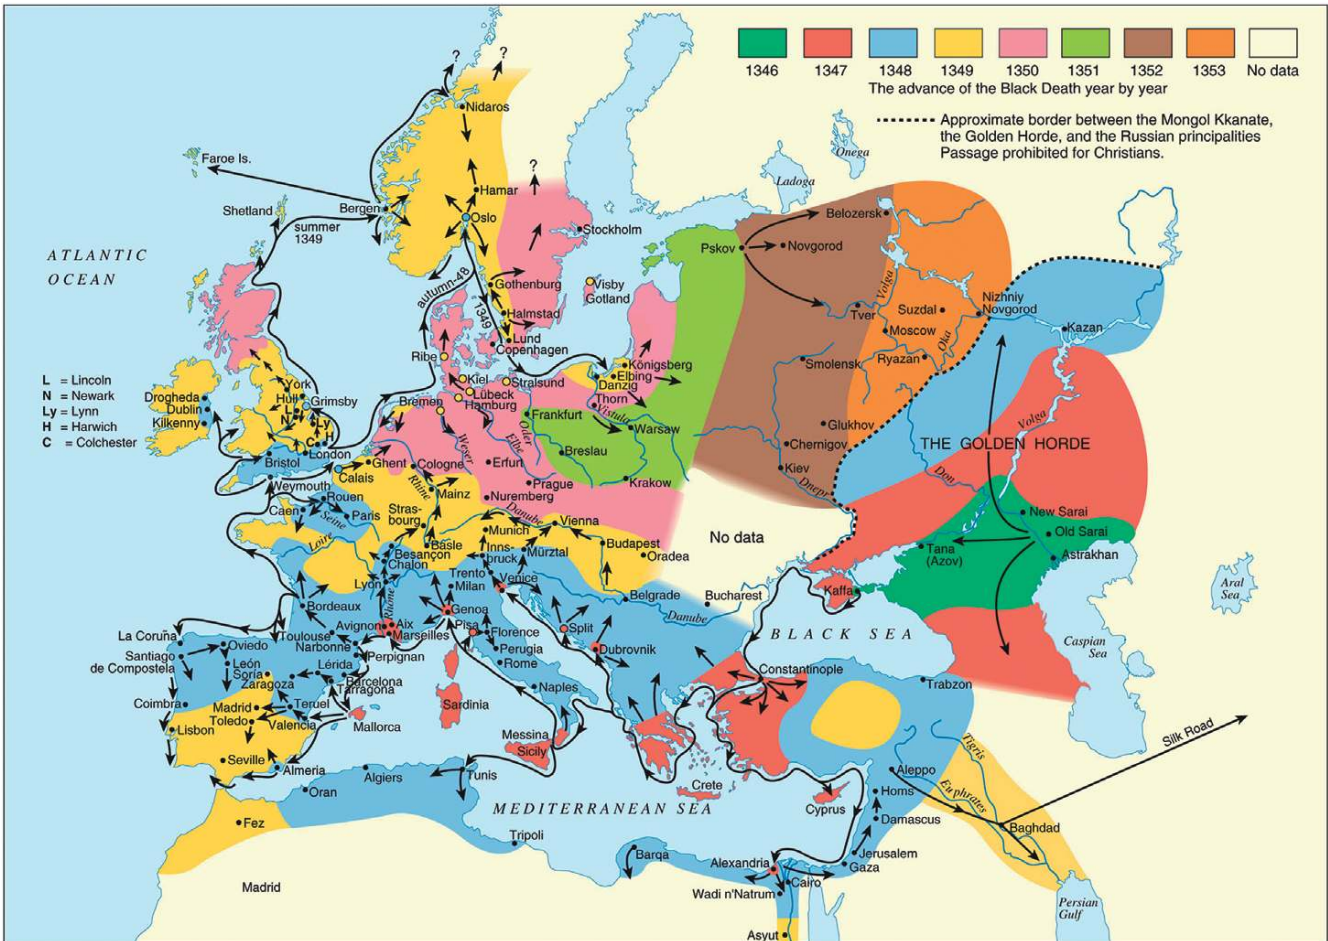 1346 1347 1348 1349 1350 1351 1352 1353 No data
The advance of the Black Death year by year
Approximate border between the Mongol Kkanate,
the Golden Horde, and the Russian principalities
Passage prohibited for Christians.
?
?
Nidaros
Onega
Ladoga
Faroe Is.
?
Hamar
Shetland
Bergen
Oslo
summer
1349
Stockholm
Belozersk
Pskov
Novgorod
ATLANTIC
OCEAN
autumn-48
1349
Gothenburg
Visby
Gotland
Volga
Nizhniy
Novgorod
Suzdal
Tver
Halmstad
Moscow
Oka
Kazan
Lund
Copenhagen
Ribe
Smolensk
Ryazan
Königsberg
Elbing
Danzig
Thorn
L = Lincoln
N = Newark
Ly = Lynn
H = Harwich
C = Colchester
York
Hull
Grimsby
L
N
Ly
H
C
Drogheda
Dublin
Kilkenny
Kiel
Stralsund
Lübeck
Hamburg
Bremen
Frankfurt
Vistula
Warsaw
Glukhov
Volga
THE GOLDEN HORDE
Chernigov
London
Bristol
Weser
Elbe
Oder
Breslau
Ghent
Cologne
Erfurt
Kiev
Don
Calais
Weymouth
Prague
Krakow
Dnepr
Rouen
Rhine
Mainz
Nuremberg
Caen
Seine
Paris
Stras-
bourg
Danube
Vienna
New Sarai
Old Sarai
Loire
Munich
No data
Basle
Besançon
Chalon
Inns-
bruck
Mürztal
Budapest
Oradea
Tana
(Azov)
Astrakhan
Trento
Venice
Lyon
Milan
Kaffa
Aral
Sea
Bordeaux
Rhône
Genoa
Belgrade
Bucharest
Danube
La Coruña
Oviedo
Avignon
Aix
Marseilles
Pisa
Florence
Split
BLACK SEA
Toulouse
Narbonne
Perpignan
Perugia
Dubrovnik
Caspian
Sea
Santiago
de Compostela
León
Soría
Zaragoza
Lérida
Barcelona
Tarragona
Rome
Constantinople
Trabzon
Coimbra
Madrid
Teruel
Naples
Sardinia
Lisbon
Toledo
Valencia
Mallorca
Silk Road
Messina
Sicily
Tigris
Seville
Almeria
Algiers
Tunis
Aleppo
Oran
Crete
Cyprus
Homs
Euphrates
MEDITERRANEAN SEA
Fez
Damascus
Baghdad
Tripoli
Barqa
Jerusalem
Gaza
Alexandria
Madrid
Cairo
Wadi n'Natrum
Persian
Gulf
Asyut